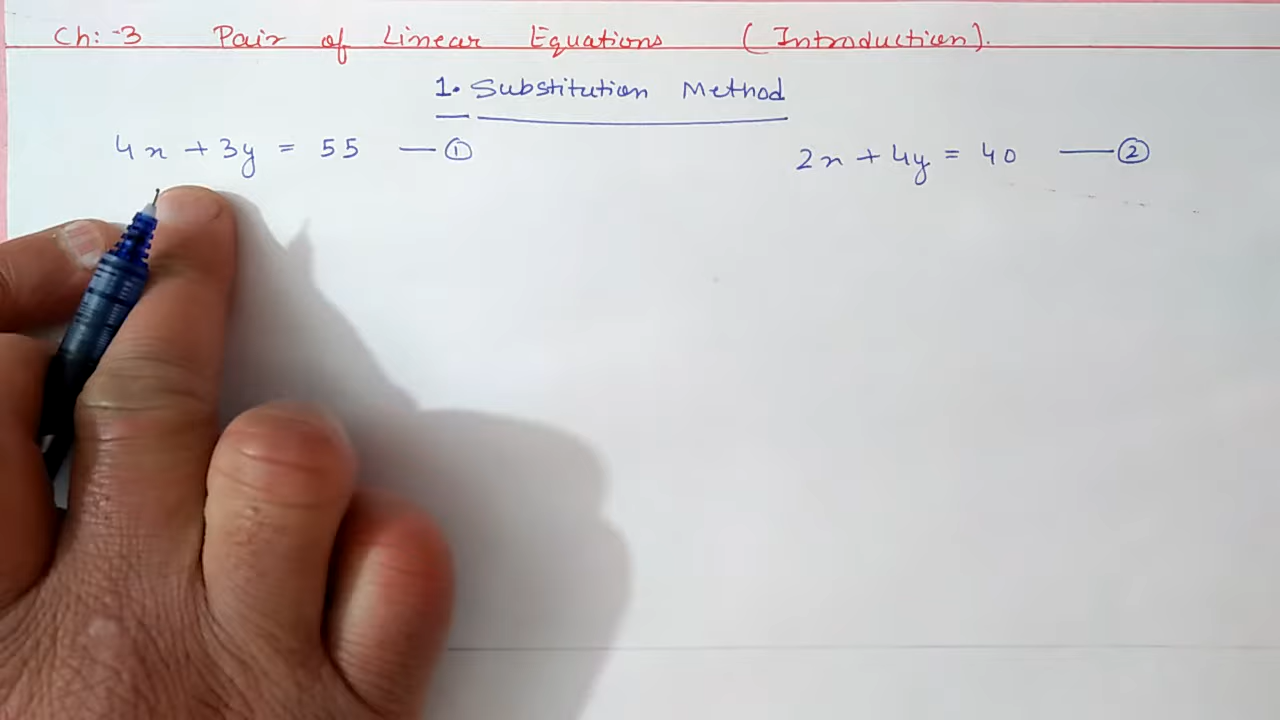 Ch:-3 Pair of Linear Equations (Introduction).
1. Substitution Method
4x + 3y = 55 — ①
2x + 4y = 40 — ②